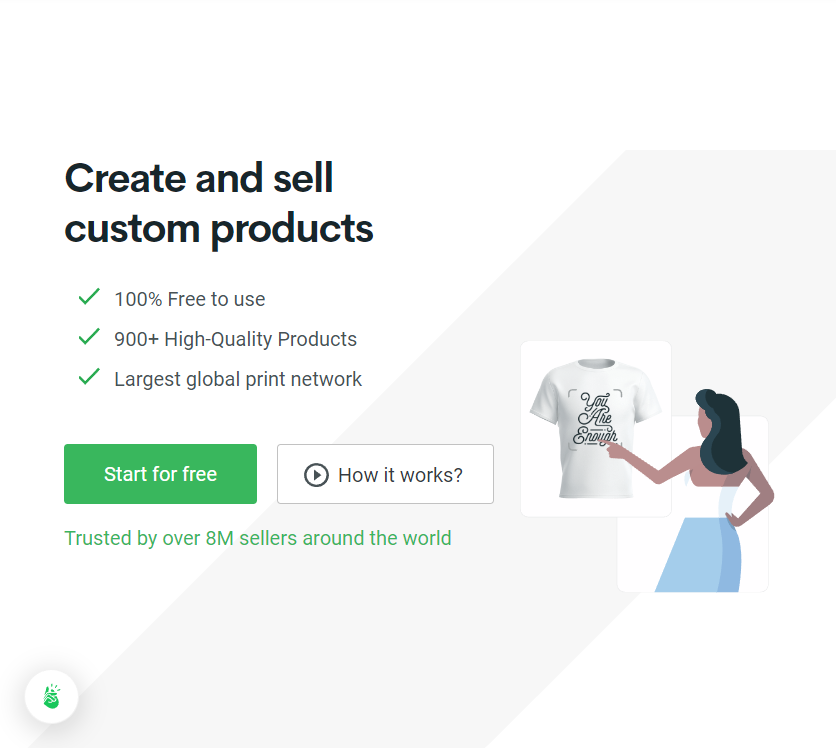 Create and sell
custom products
100% Free to use
900+ High-Quality Products
Largest global print network
Start for free
How it works?
Trusted by over 8M sellers around the world
You
Are
Enough